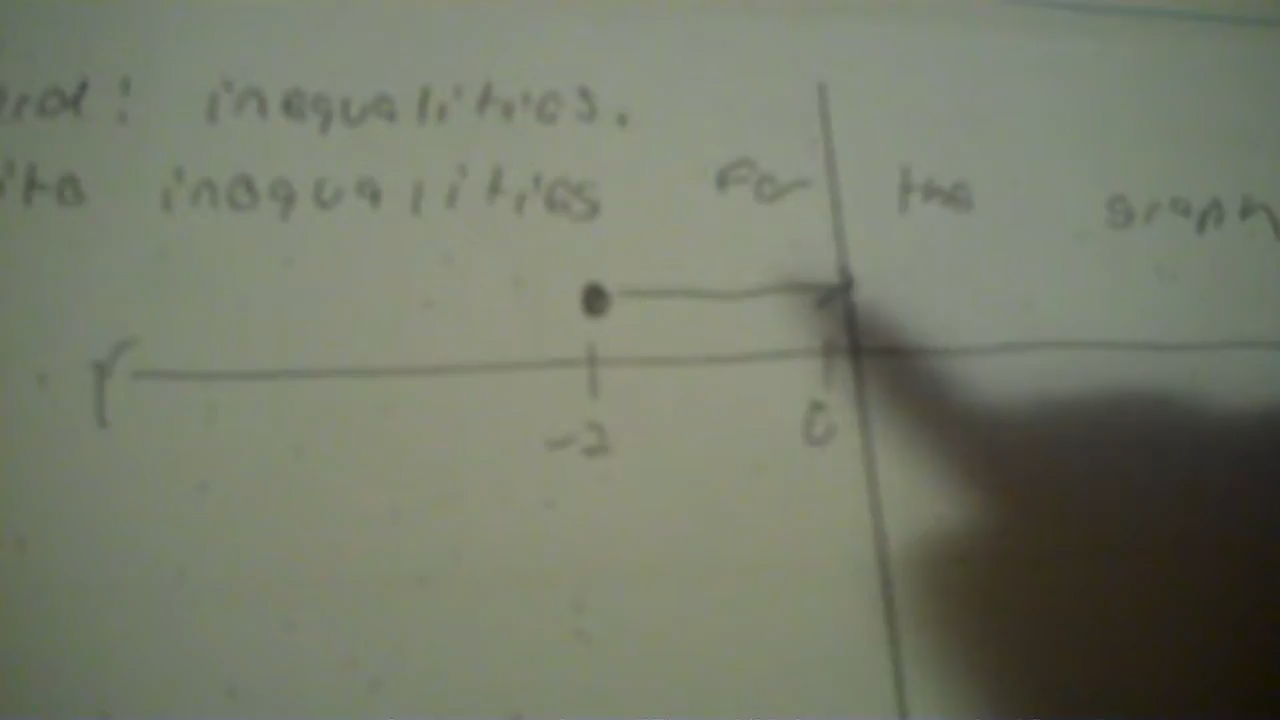 inequalities.
inequalities for the graph
-2 0